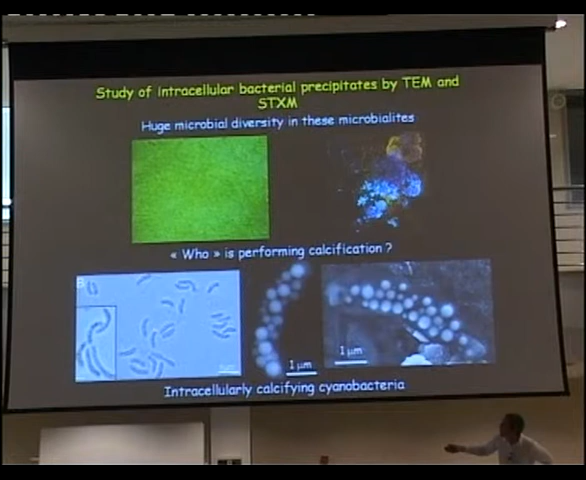 Study of intracellular bacterial precipitates by TEM and
STXM
Huge microbial diversity in these microbialites
« Who » is performing calcification ?
B
1 µm
1 µm
Intracellularly calcifying cyanobacteria